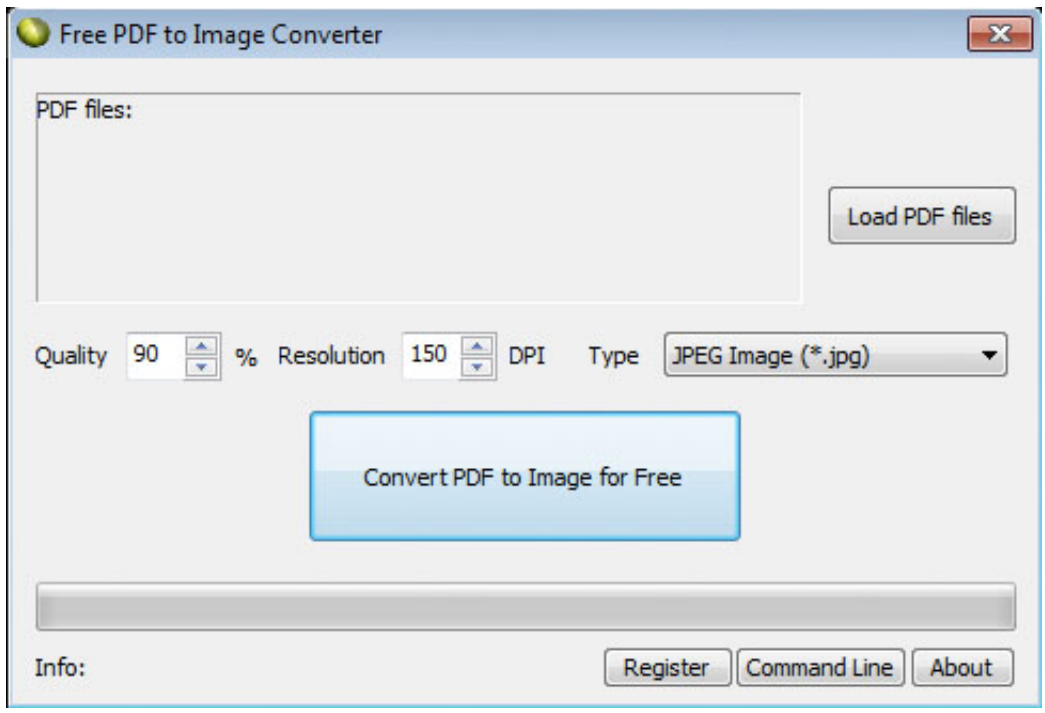 Free PDF to Image Converter
PDF files:
Load PDF files
Quality 90 % Resolution 150 DPI Type JPEG Image (*.jpg)
Convert PDF to Image for Free
Info: Register Command Line About